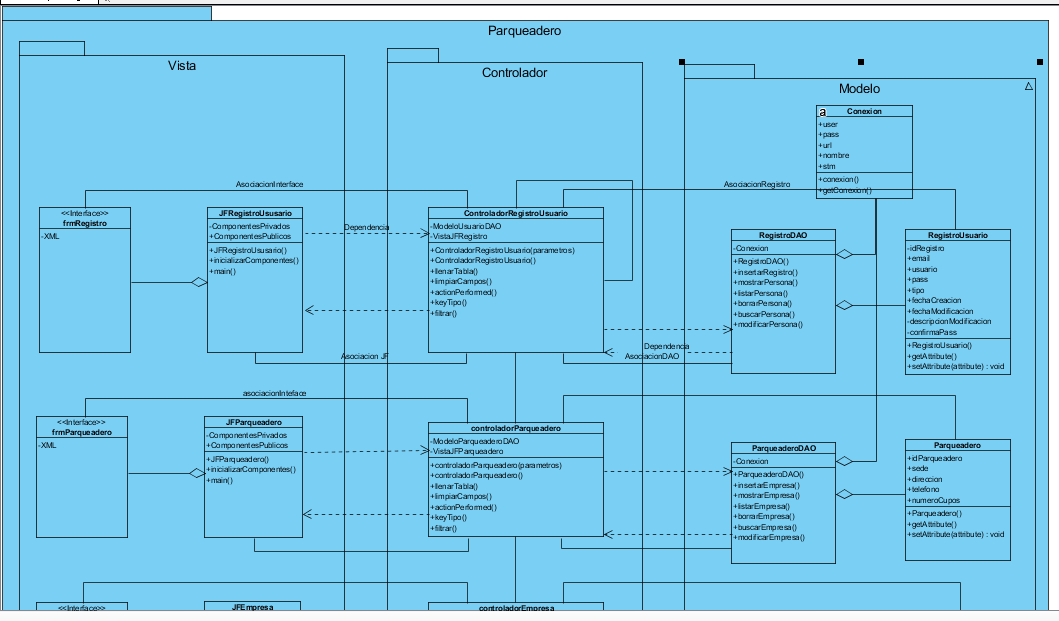 Parqueadero
Vista
Controlador
Modelo
a
Conexion
+user
+pass
+url
+nombre
+stm
+conexion()
+getConexion()
AsociacionInterface
AsociacionRegistro
<<Interface>>
frmRegistro
-XML
JFRegistroUsusario
-ComponentesPrivados
+ComponentesPublicos
+JFRegistroUsusario()
+inicializarComponentes()
+main()
Dependencia
ControladorRegistroUsuario
-ModeloUsuarioDAO
-VistaJFRegistro
+ControladorRegistroUsuario(parametros)
+ControladorRegistroUsuario()
+llenarTabla()
+limpiarCampos()
+actionPerformed()
+keyTipo()
+filtrar()
RegistroDAO
-Conexion
+RegistroDAO()
+insertarRegistro()
+mostrarPersona()
+listarPersona()
+borrarPersona()
+buscarPersona()
+modificarPersona()
RegistroUsuario
-idRegistro
+email
+usuario
+pass
+tipo
+fechaCreacion
+fechaModificacion
-descripcionModificacion
-confirmaPass
+RegistroUsuario()
+getAttribute()
+setAttribute(attribute) : void
Asociacion JF
Dependencia
AsociacionDAO
asociacionInteface
<<Interface>>
frmParqueadero
-XML
JFParqueadero
-ComponentesPrivados
+ComponentesPublicos
+JFParqueadero()
+inicializarComponentes()
+main()
controladorParqueadero
-ModeloParqueaderoDAO
-VistaJFParqueadero
+controladorParqueadero(parametros)
+controladorParqueadero()
+llenarTabla()
+limpiarCampos()
+actionPerformed()
+keyTipo()
+filtrar()
ParqueaderoDAO
-Conexion
+ParqueaderoDAO()
+insertarEmpresa()
+mostrarEmpresa()
+listarEmpresa()
+borrarEmpresa()
+buscarEmpresa()
+modificarEmpresa()
Parqueadero
+idParqueadero
+sede
+direccion
+telefono
+numeroCupos
+Parqueadero()
+getAttribute()
+setAttribute(attribute) : void
<<Interface>>
JFEmpresa
controladorEmpresa